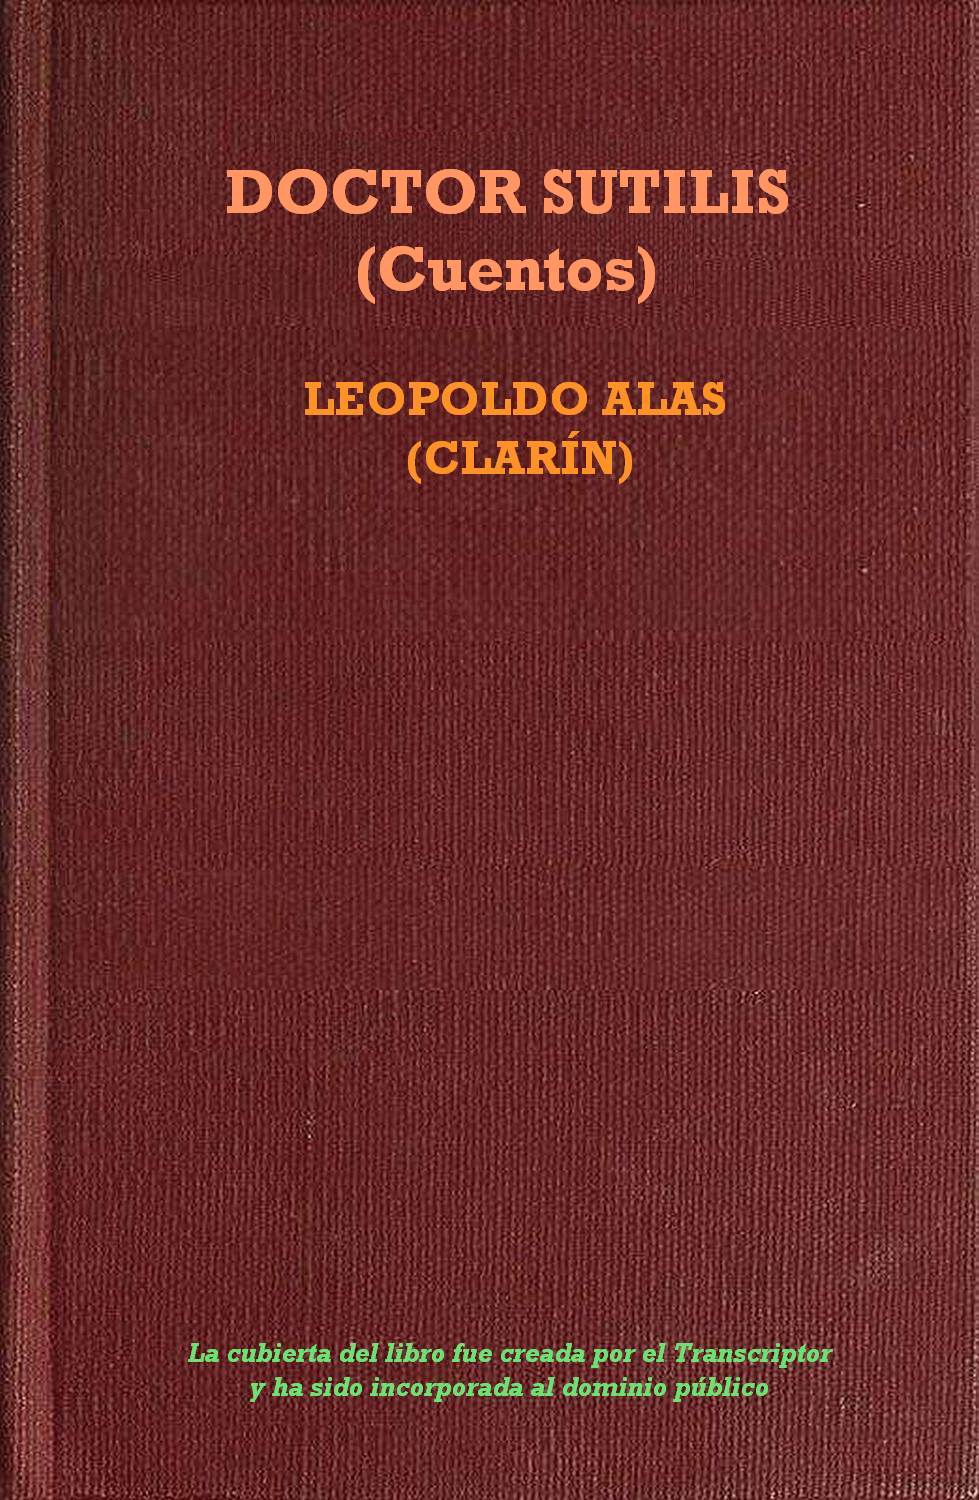 DOCTOR SUTILIS
(Cuentos)
LEOPOLDO ALAS
(CLARÍN)
La cubierta del libro fue creada por el Transcriptor
y ha sido incorporada al dominio público